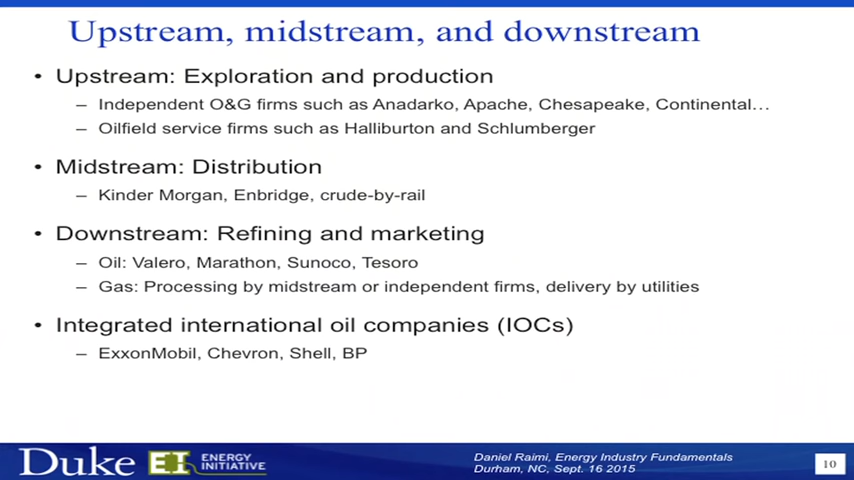 Upstream, midstream, and downstream
• Upstream: Exploration and production
– Independent O&G firms such as Anadarko, Apache, Chesapeake, Continental…
– Oilfield service firms such as Halliburton and Schlumberger
• Midstream: Distribution
– Kinder Morgan, Enbridge, crude-by-rail
• Downstream: Refining and marketing
– Oil: Valero, Marathon, Sunoco, Tesoro
– Gas: Processing by midstream or independent firms, delivery by utilities
• Integrated international oil companies (IOCs)
– ExxonMobil, Chevron, Shell, BP
Duke EI ENERGY
INITIATIVE
Daniel Raimi, Energy Industry Fundamentals
Durham, NC, Sept. 16 2015
10